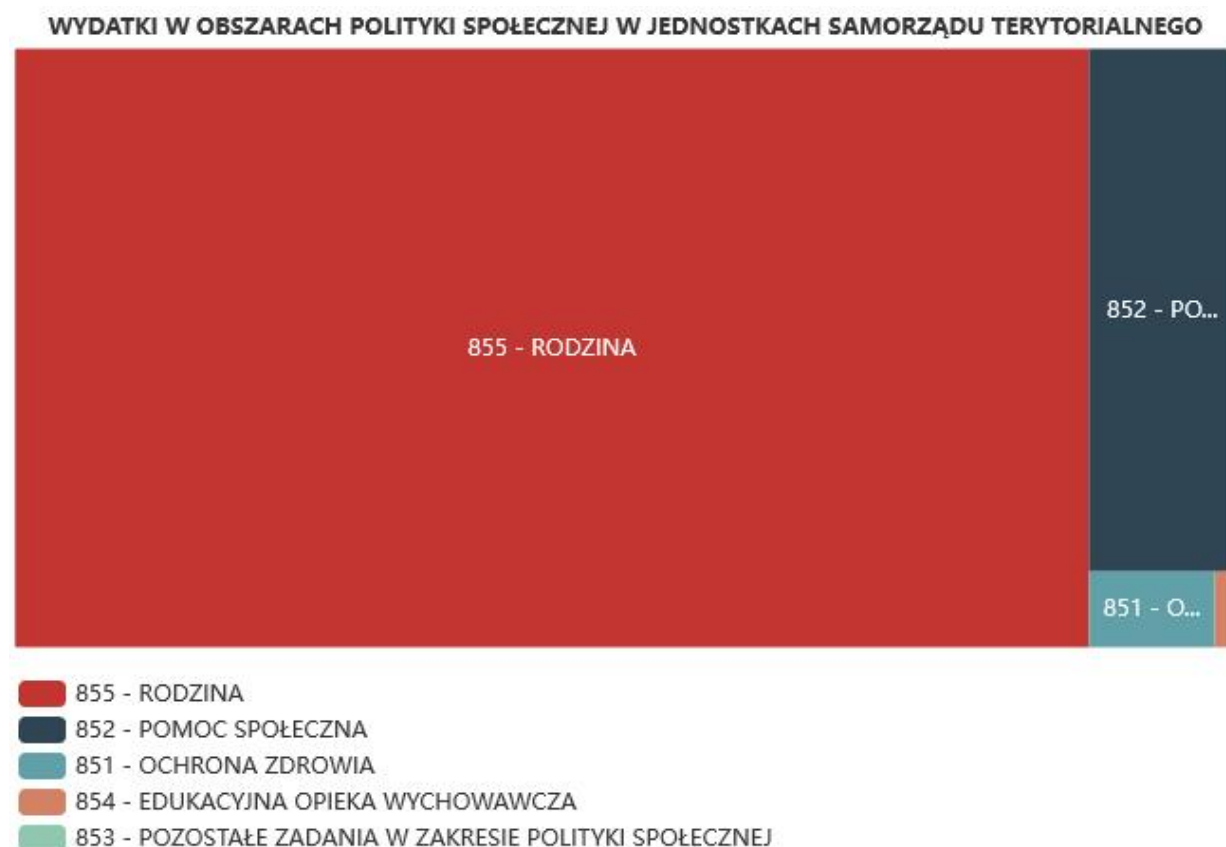 WYDATKI W OBSZARACH POLITYKI SPOŁECZNEJ W JEDNOSTKACH SAMORZĄDU TERYTORIALNEGO
855 - RODZINA
852 - PO...
851 - O...
855 - RODZINA
852 - POMOC SPOŁECZNA
851 - OCHRONA ZDROWIA
854 - EDUKACYJNA OPIEKA WYCHOWAWCZA
853 - POZOSTAŁE ZADANIA W ZAKRESIE POLITYKI SPOŁECZNEJ